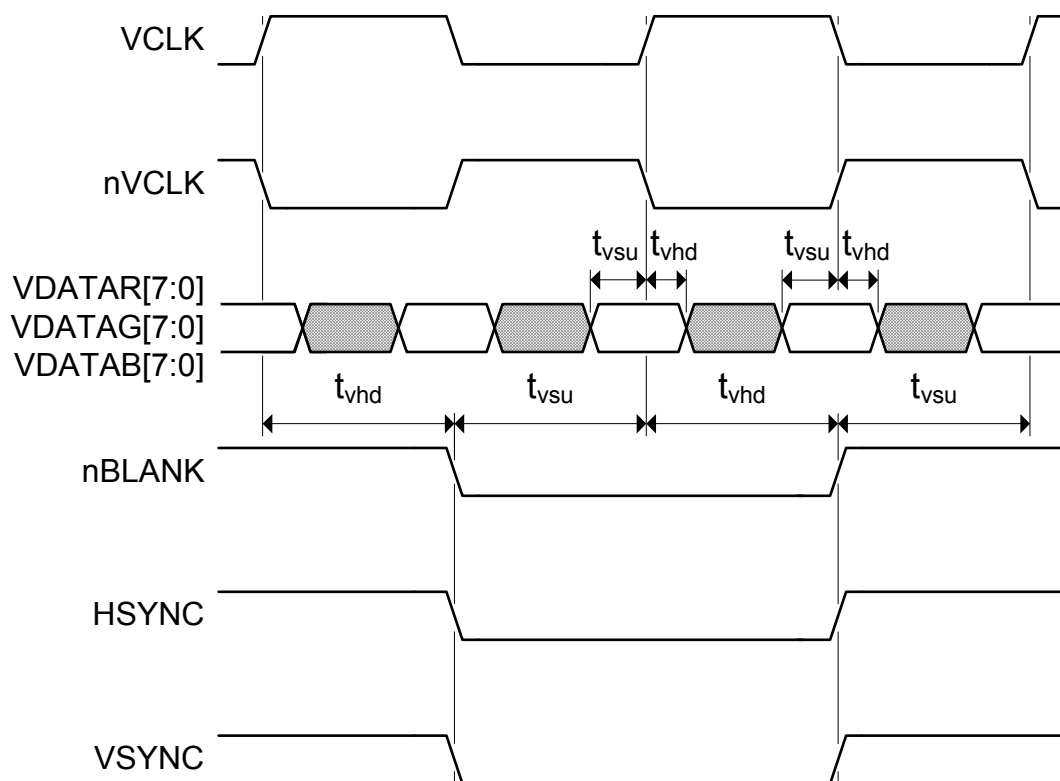 VCLK
nVCLK
tvsu tvhd tvsu tvhd
VDATAR[7:0]
VDATAG[7:0]
VDATAB[7:0]
tvhd tvsu tvhd tvsu
nBLANK
HSYNC
VSYNC